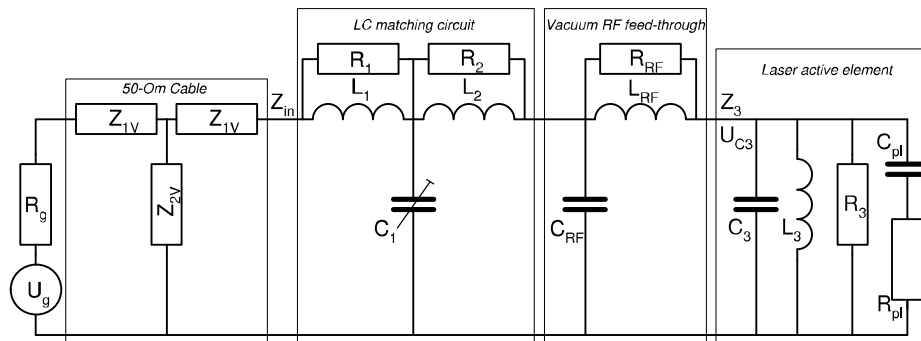 LC matching circuit
Vacuum RF feed-through
Laser active element
50-Om Cable
R1
R2
RRF
L1
L2
LRF
Zin
Z3
Z1V
Z1V
UC3
Cpl
Rg
Z2V
C1
CRF
C3
L3
R3
Ug
Rpl